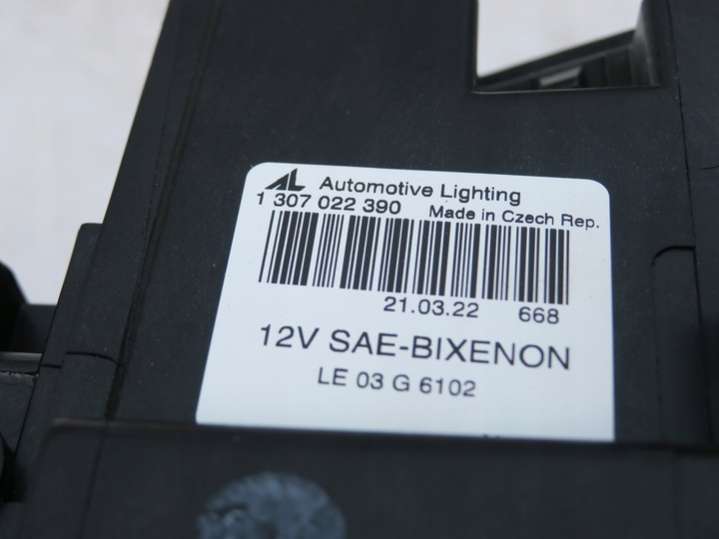 AL Automotive Lighting
1 307 022 390 Made in Czech Rep.
21.03.22 668
12V SAE-BIXENON
LE 03 G 6102